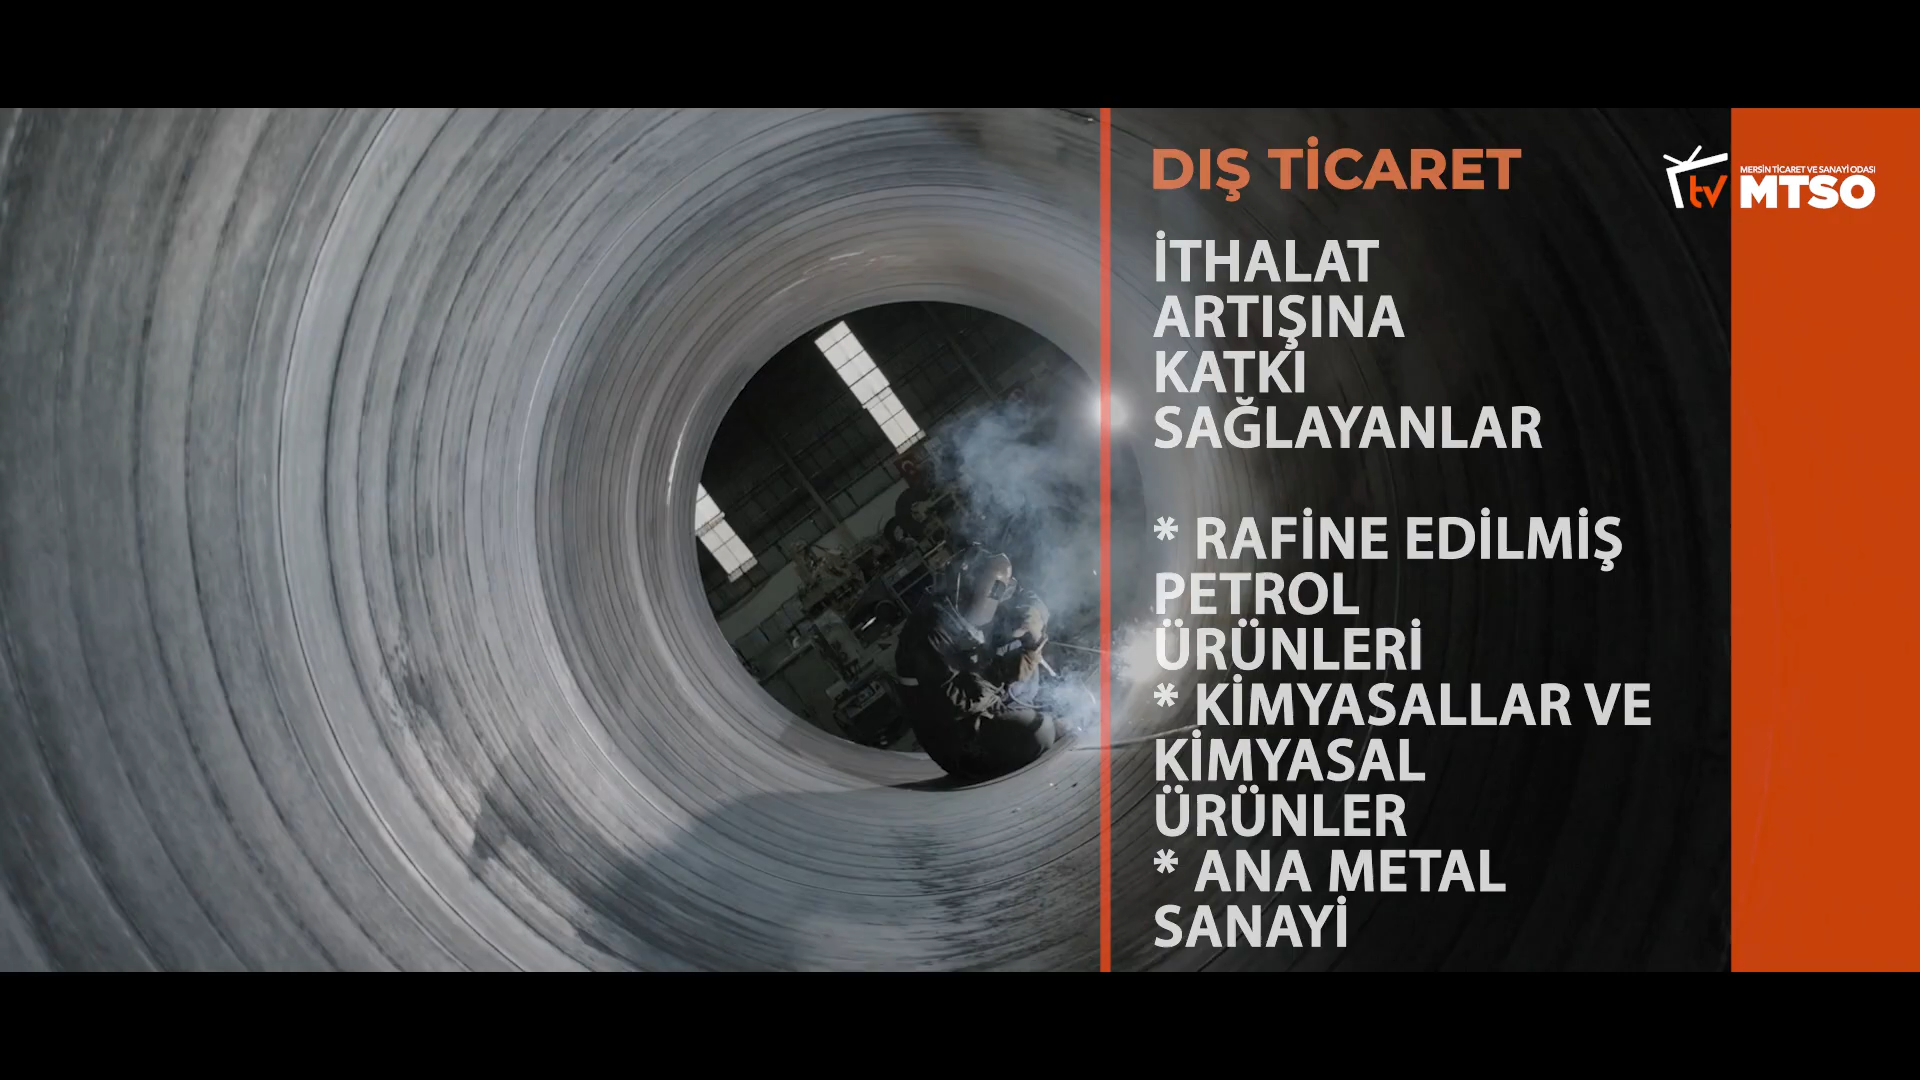 DIŞ TİCARET
tv
MERSİN TİCARET VE SANAYİ ODASI
MTSO
İTHALAT
ARTIŞINA
KATKI
SAĞLAYANLAR
* RAFİNE EDİLMİŞ
PETROL
ÜRÜNLERİ
* KİMYASALLAR VE
KİMYASAL
ÜRÜNLER
* ANA METAL
SANAYİ